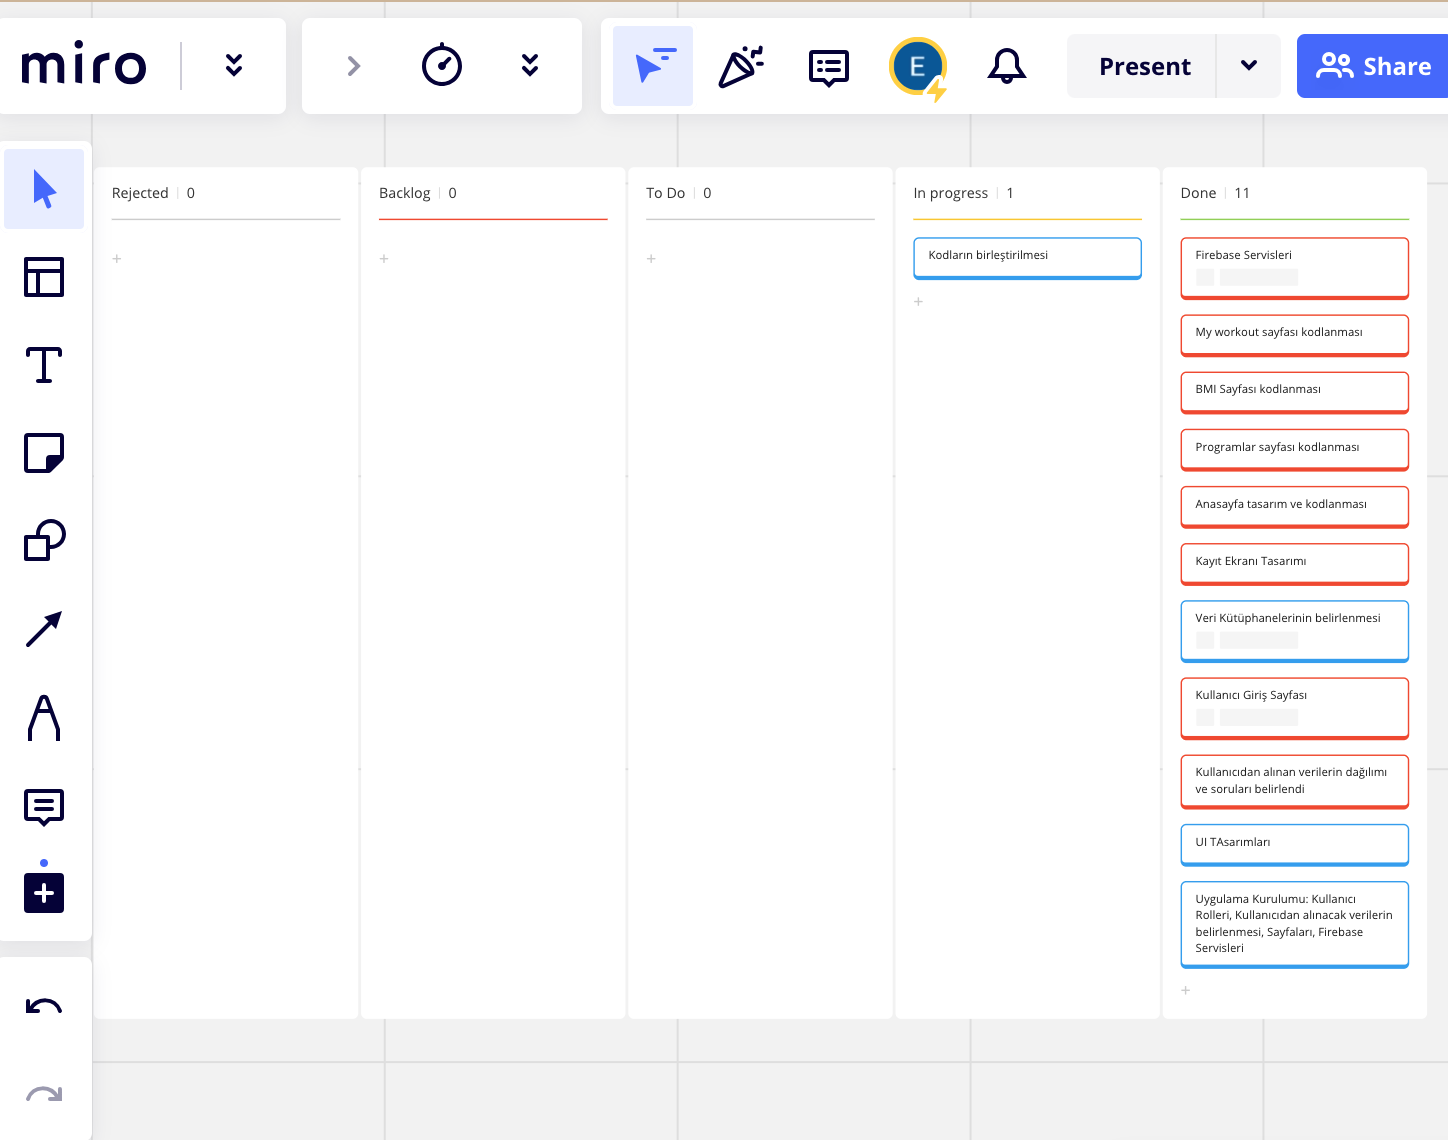 miro
E
Present
Share
Rejected 0
Backlog 0
To Do 0
In progress 1
Done 11
Kodların birleştirilmesi
Firebase Servisleri
My workout sayfası kodlanması
BMI Sayfası kodlanması
Programlar sayfası kodlanması
Anasayfa tasarım ve kodlanması
Kayıt Ekranı Tasarımı
Veri Kütüphanelerinin belirlenmesi
Kullanıcı Giriş Sayfası
Kullanıcıdan alınan verilerin dağılımı
ve soruları belirlendi
UI TAsarımları
Uygulama Kurulumu: Kullanıcı
Rolleri, Kullanıcıdan alınacak verilerin
belirlenmesi, Sayfaları, Firebase
Servisleri